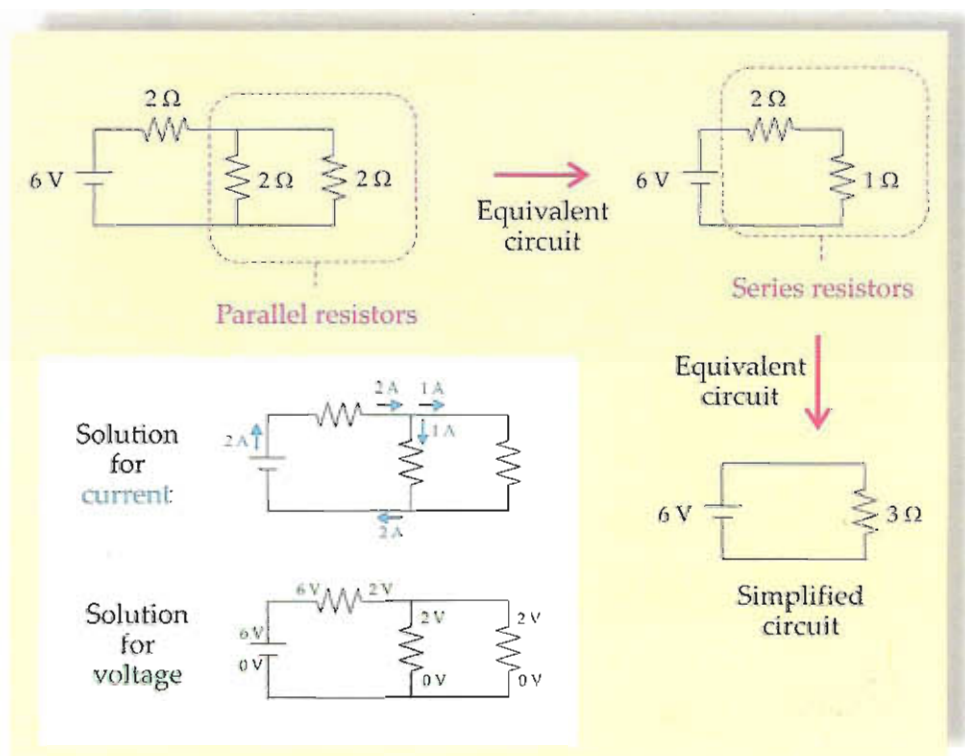 2 Ω
6 V
2 Ω
2 Ω
Parallel resistors
Equivalent
circuit
2 Ω
6 V
1 Ω
Series resistors
Equivalent
circuit
6 V
3 Ω
Simplified
circuit
Solution
for
current:
2 A
2 A
1 A
1 A
2 A
Solution
for
voltage
6 V
2 V
6 V
0 V
2 V
0 V
2 V
0 V